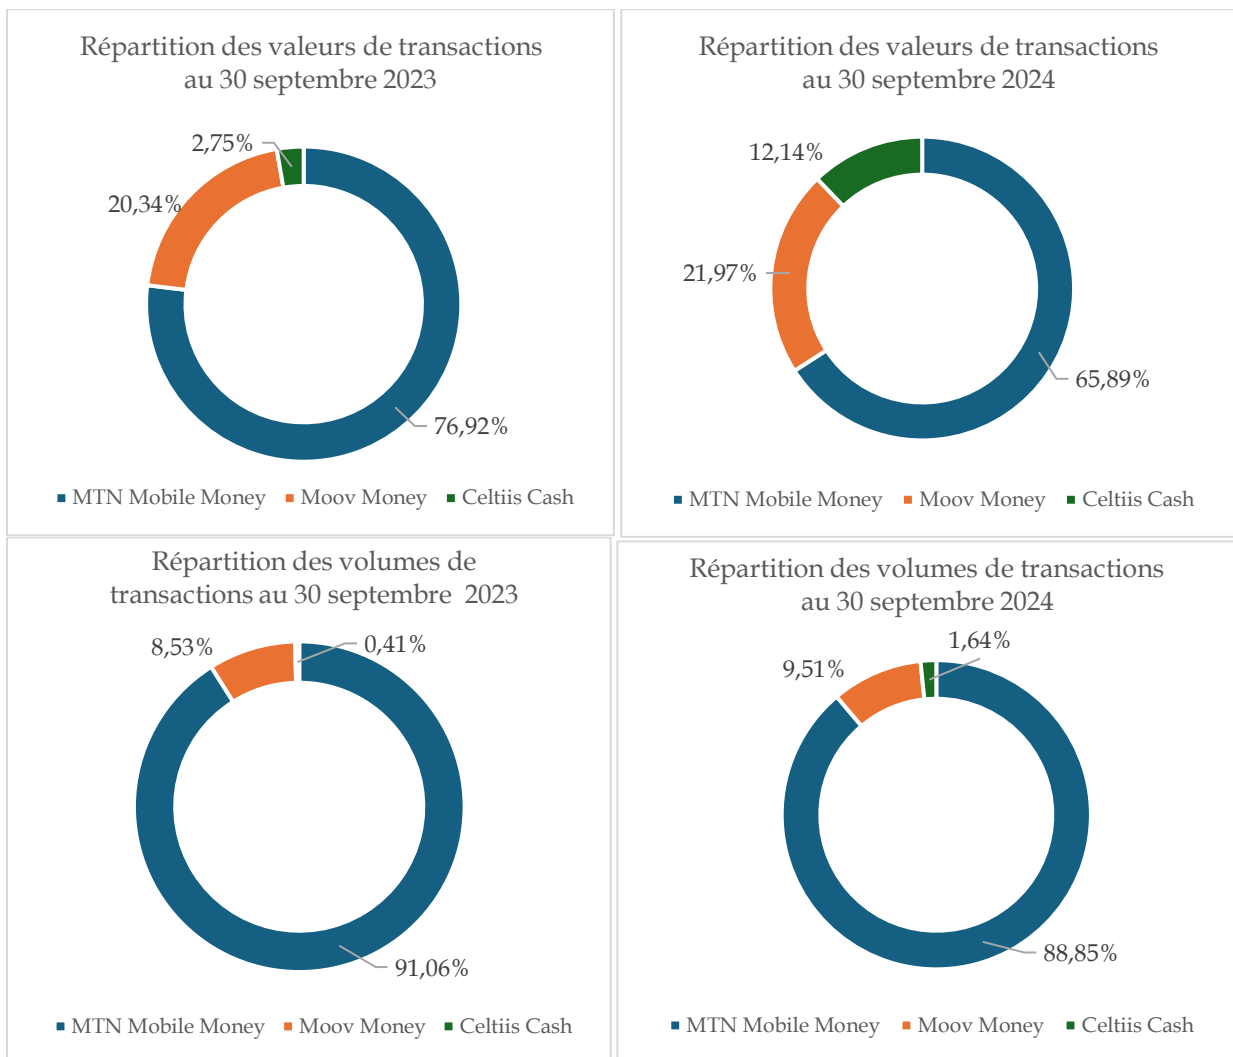 Répartition des valeurs de transactions
au 30 septembre 2023
2,75%
20,34%
76,92%
MTN Mobile Money Moov Money Celtiis Cash
Répartition des valeurs de transactions
au 30 septembre 2024
12,14%
21,97%
65,89%
MTN Mobile Money Moov Money Celtiis Cash
Répartition des volumes de
transactions au 30 septembre 2023
8,53%
0,41%
91,06%
MTN Mobile Money Moov Money Celtiis Cash
Répartition des volumes de transactions
au 30 septembre 2024
1,64%
9,51%
88,85%
MTN Mobile Money Moov Money Celtiis Cash